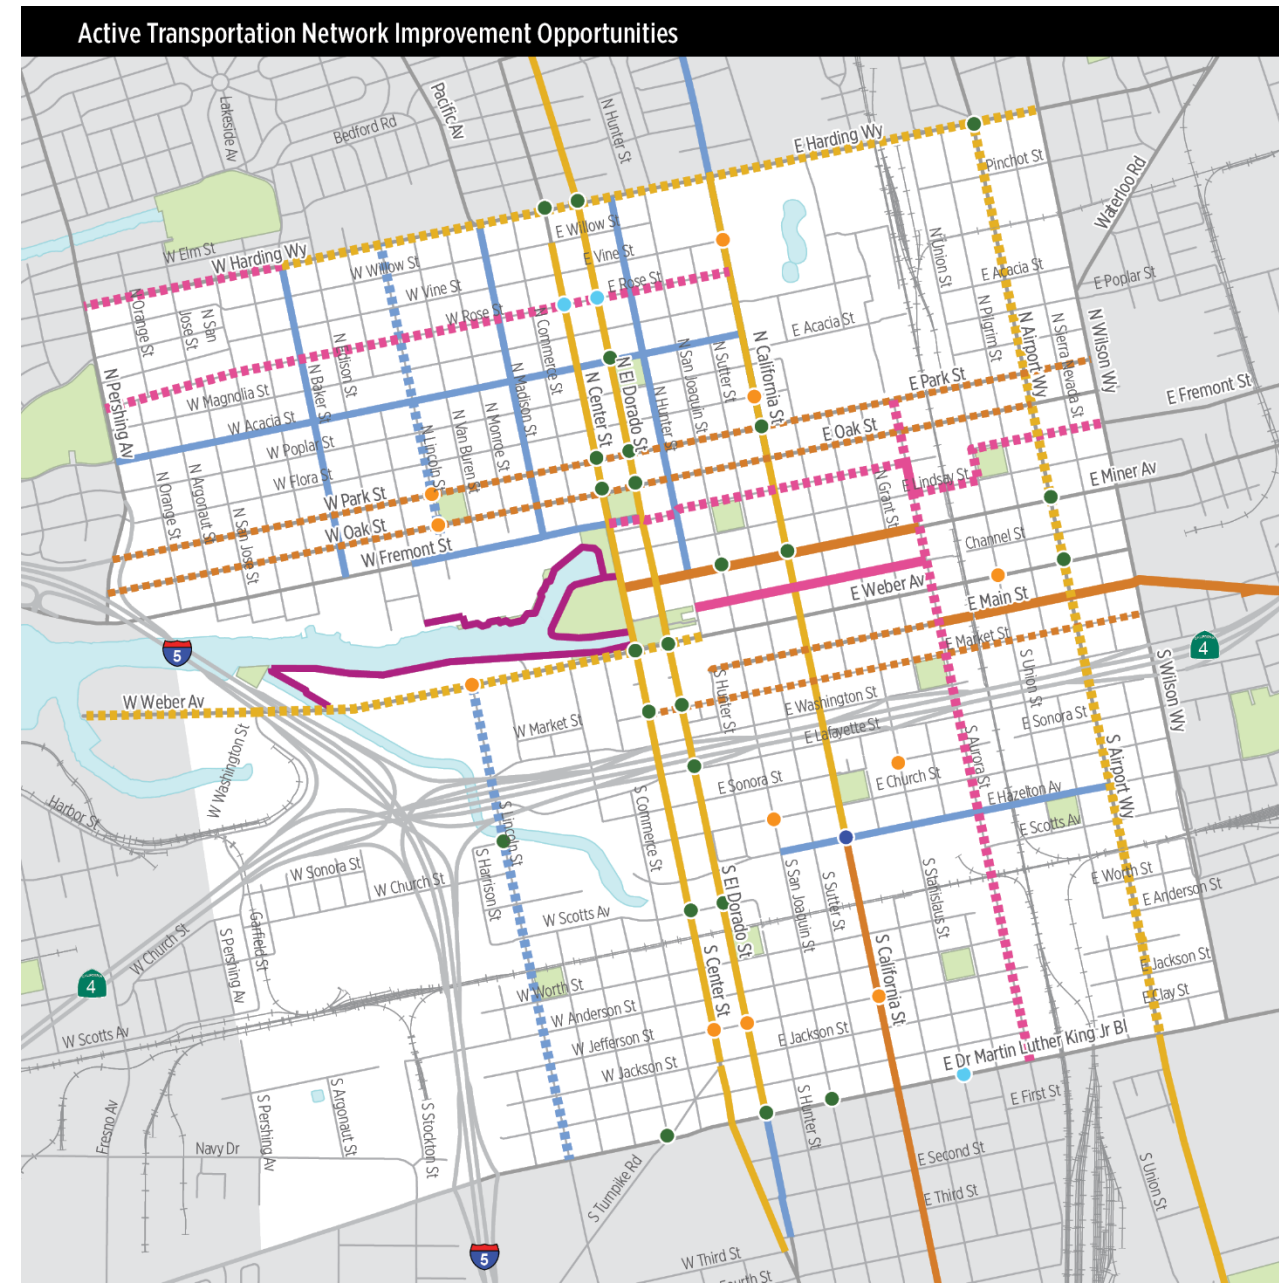 Active Transportation Network Improvement Opportunities
Lakeside Av
Bedford Rd
Pacific Av
N Hunter St
E Harding Wy
Pinchot St
Waterloo Rd
W Elm St
W Harding Wy
W Willow St
E Willow St
E Vine St
N Union St
E Acacia St
E Poplar St
W Vine St
E Rose St
W Rose St
N Orange St
N San
Jose St
N Edison St
N Commerce St
E Acacia St
N Pilgrim St
N Airport Wy
N Sierra Nevada St
N Wilson Wy
N Pershing Av
W Magnolia St
N Baker St
N Madison St
N Center St
N El Dorado St
N Hunter St
N San Joaquin St
N Sutter St
N California St
E Park St
E Fremont St
W Acacia St
W Poplar St
N Lincoln St
N Van Buren St
N Monroe St
E Oak St
W Flora St
N Orange St
N Argonaut St
N San Jose St
W Park St
W Oak St
W Fremont St
N Grant St
E Lindsay St
E Miner Av
Channel St
E Weber Av
E Main St
E Market St
5
4
W Weber Av
W Market St
S Hunter St
E Washington St
E Lafayette St
S Union St
E Sonora St
S Wilson Wy
W Washington St
Harbor St
E Sonora St
E Church St
S Aurora St
E Hazelton Av
S Airport Wy
E Scotts Av
S Lincoln St
S Commerce St
W Sonora St
W Church St
S Harrison St
S El Dorado St
S San Joaquin St
S Sutter St
S Stanislaus St
E Worth St
E Anderson St
W Scotts Av
W Church St
S Pershing Av
Garfield St
S Center St
S California St
E Jackson St
E Clay St
4
W Worth St
W Anderson St
W Scotts Av
W Jefferson St
E Jackson St
E Dr Martin Luther King Jr Bl
W Jackson St
Fresno Av
S Pershing Av
S Argonaut St
S Stockton St
S Hunter St
E First St
Navy Dr
E Second St
S Turnpike Rd
E Third St
S Union St
5
W Third St
Fourth St